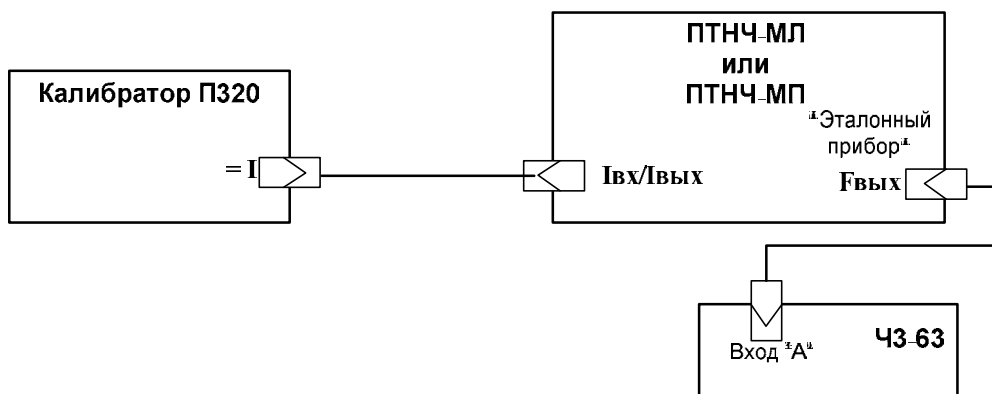 ПТНЧ-МЛ
или
ПТНЧ-МП
Калибратор П320
"Эталонный
прибор"
= I
Iвх/Iвых
Fвых
Ч3-63
Вход "А"